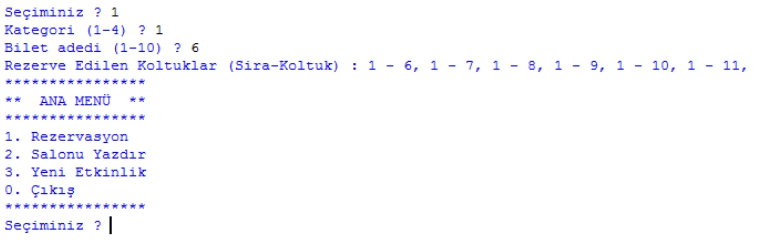 Seçiminiz ? 1
Kategori (1-4) ? 1
Bilet adedi (1-10) ? 6
Rezerve Edilen Koltuklar (Sira-Koltuk) : 1 - 6, 1 - 7, 1 - 8, 1 - 9, 1 - 10, 1 - 11,
****************
**  ANA MENÜ  **
****************
1. Rezervasyon
2. Salonu Yazdır
3. Yeni Etkinlik
0. Çıkış
****************
Seçiminiz ?